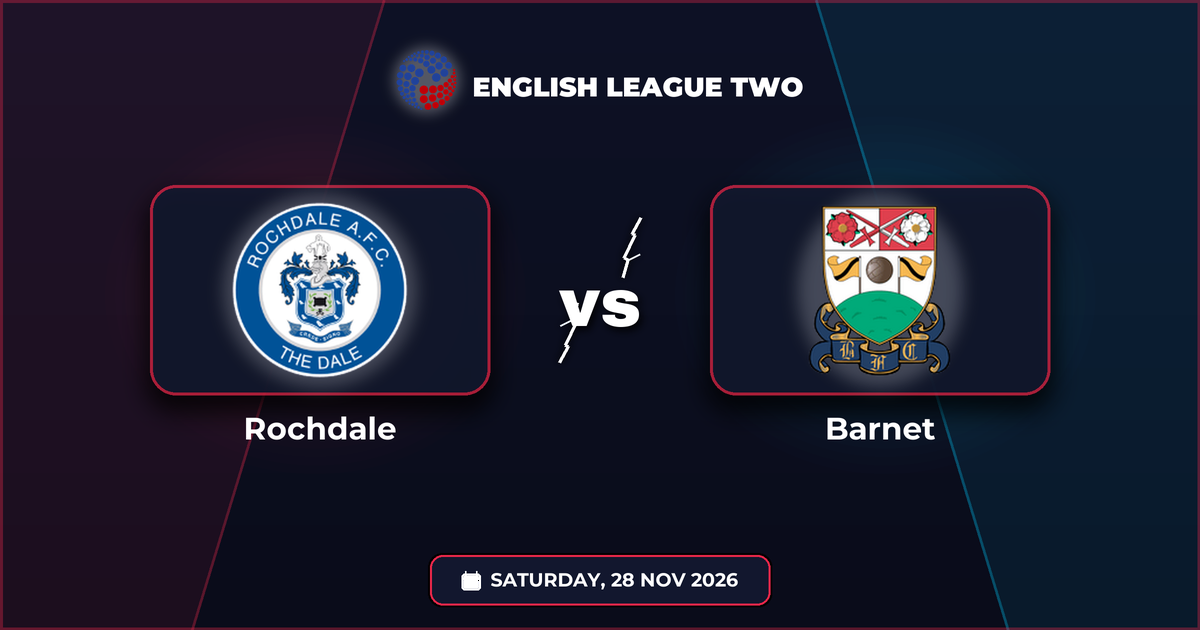 ENGLISH LEAGUE TWO
ROCHDALE A.F.C.
THE DALE
vs
B F C
Rochdale
Barnet
SATURDAY, 28 NOV 2026